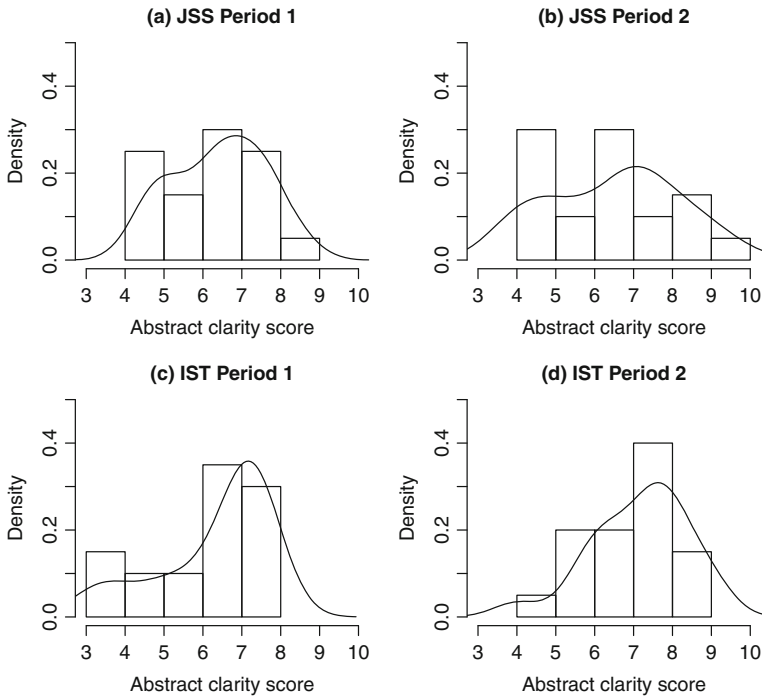 (a) JSS Period 1
Density
0.0 0.2 0.4
3 4 5 6 7 8 9 10
Abstract clarity score
(b) JSS Period 2
Density
0.0 0.2 0.4
3 4 5 6 7 8 9 10
Abstract clarity score
(c) IST Period 1
Density
0.0 0.2 0.4
3 4 5 6 7 8 9 10
Abstract clarity score
(d) IST Period 2
Density
0.0 0.2 0.4
3 4 5 6 7 8 9 10
Abstract clarity score